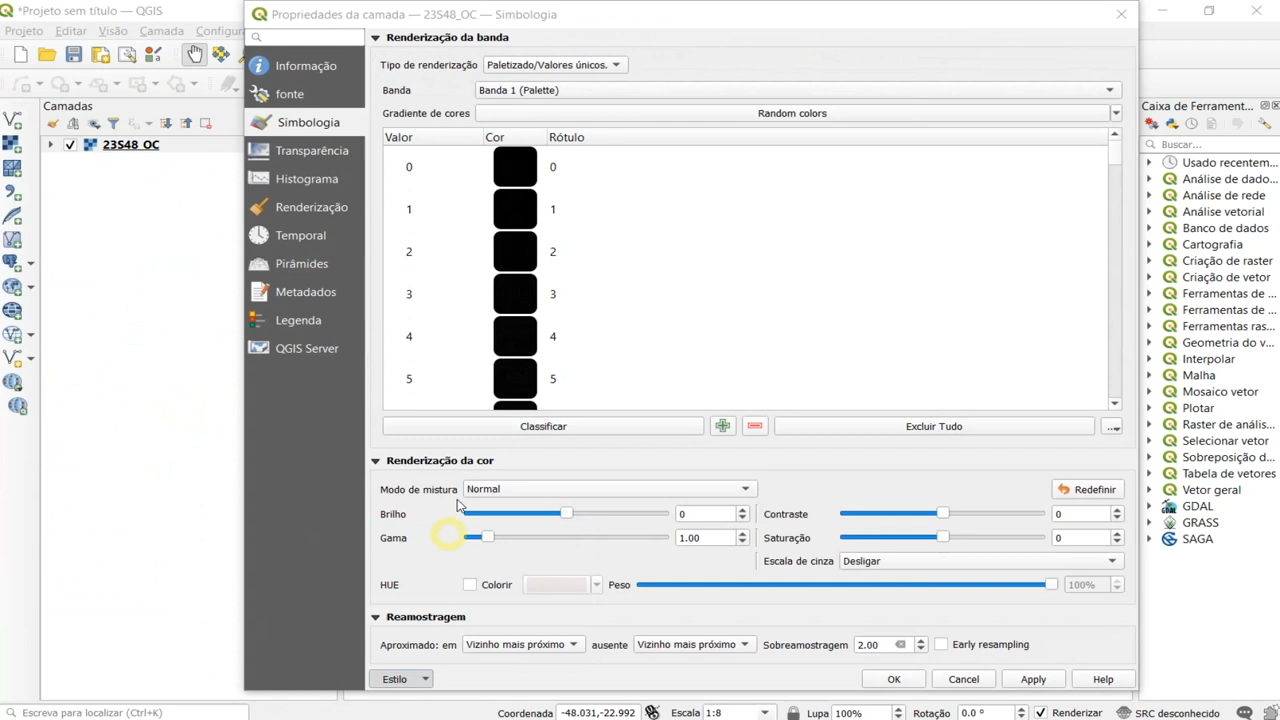 *Projeto sem título — QGIS
Propriedades da camada — 23S48_OC — Simbologia
Projeto Editar Visão Camada Configura
Camadas
23S48_OC
Informação
fonte
Simbologia
Transparência
Histograma
Renderização
Temporal
Pirâmides
Metadados
Legenda
QGIS Server
Renderização da banda
Tipo de renderização Paletizado/Valores únicos.
Banda Banda 1 (Palette)
Gradiente de cores Random colors
Valor Cor Rótulo
0 0
1 1
2 2
3 3
4 4
5 5
Classificar Excluir Tudo ...
Renderização da cor
Modo de mistura Normal Redefinir
Brilho 0 Contraste 0
Gama 1.00 Saturação 0
Escala de cinza Desligar
HUE Colorir Peso 100%
Reamostragem
Aproximado: em Vizinho mais próximo ausente Vizinho mais próximo Sobreamostragem 2.00 Early resampling
Estilo OK Cancel Apply Help
Caixa de Ferrament...
Buscar...
Usado recentem...
Análise de dado...
Análise de rede
Análise vetorial
Banco de dados
Cartografia
Criação de raster
Criação de vetor
Ferramentas de ...
Ferramentas de ...
Ferramentas ras...
Geometria do v...
Interpolar
Malha
Mosaico vetor
Plotar
Raster de anális...
Selecionar vetor
Sobreposição d...
Tabela de vetores
Vetor geral
GDAL
GRASS
SAGA
Escreva para localizar (Ctrl+K) Coordenada -48.031,-22.992 Escala 1:8 Lupa 100% Rotação 0.0 ° Renderizar SRC desconhecido